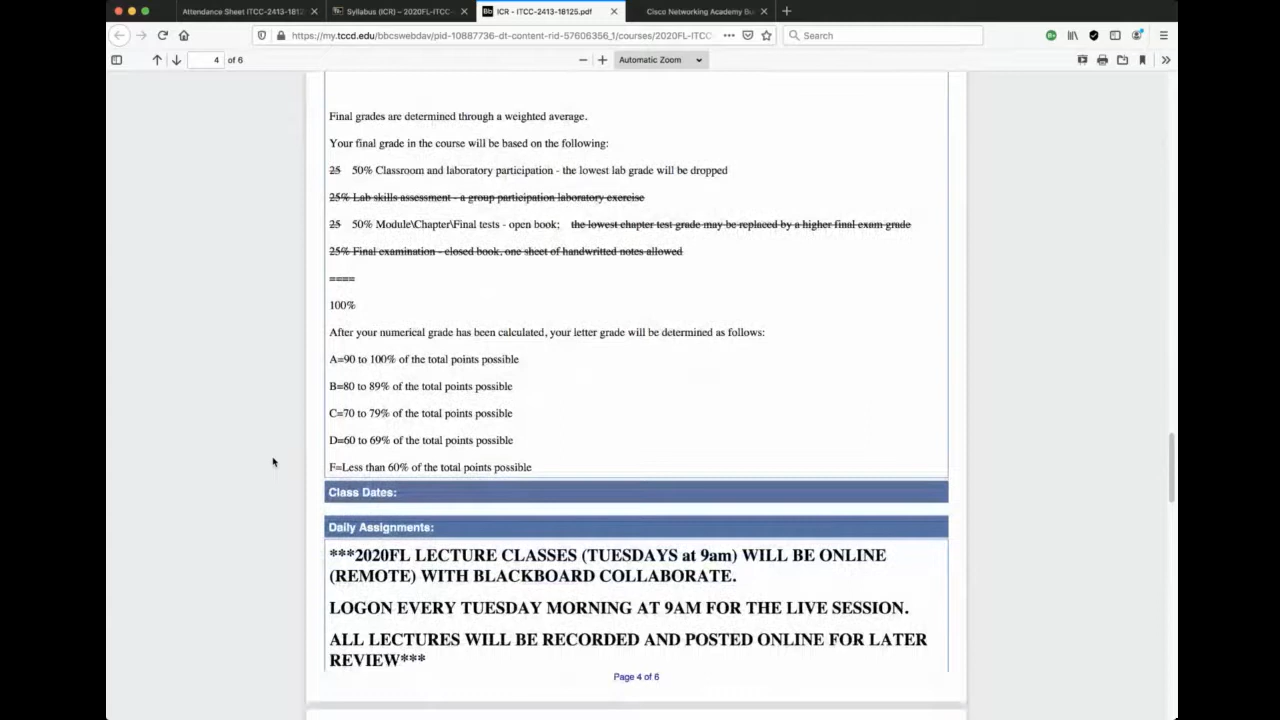 Attendance Sheet ITCC-2413-1812
Syllabus (ICR) – 2020FL-ITCC-
Bb ICR - ITCC-2413-18125.pdf
Cisco Networking Academy Bu
https://my.tccd.edu/bbcswebdav/pid-10887736-dt-content-rid-57606356_1/courses/2020FL-ITCC-
Search
4 of 6
Automatic Zoom
Final grades are determined through a weighted average.
Your final grade in the course will be based on the following:
25 50% Classroom and laboratory participation - the lowest lab grade will be dropped
25% Lab skills assessment - a group participation laboratory exercise
25 50% Module\Chapter\Final tests - open book; the lowest chapter test grade may be replaced by a higher final exam grade
25% Final examination - closed book, one sheet of handwritted notes allowed
====
100%
After your numerical grade has been calculated, your letter grade will be determined as follows:
A=90 to 100% of the total points possible
B=80 to 89% of the total points possible
C=70 to 79% of the total points possible
D=60 to 69% of the total points possible
F=Less than 60% of the total points possible
Class Dates:
Daily Assignments:
***2020FL LECTURE CLASSES (TUESDAYS at 9am) WILL BE ONLINE
(REMOTE) WITH BLACKBOARD COLLABORATE.
LOGON EVERY TUESDAY MORNING AT 9AM FOR THE LIVE SESSION.
ALL LECTURES WILL BE RECORDED AND POSTED ONLINE FOR LATER
REVIEW***
Page 4 of 6